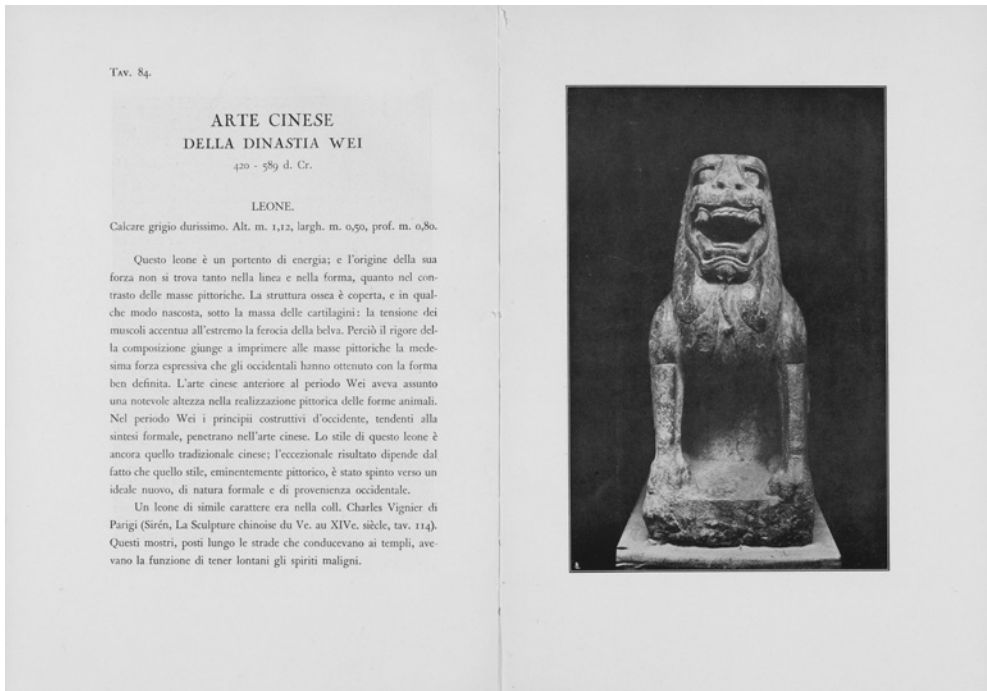 Tav. 84.
ARTE CINESE
DELLA DINASTIA WEI
420 - 589 d. Cr.
LEONE.
Calcare grigio durissimo. Alt. m. 1,12, largh. m. 0,50, prof. m. 0,80.
Questo leone è un portento di energia; e l'origine della sua
forza non si trova tanto nella linea e nella forma, quanto nel con-
trasto delle masse pittoriche. La struttura ossea è coperta, e in qual-
che modo nascosta, sotto la massa delle cartilagini: la tensione dei
muscoli accentua all'estremo la ferocia della belva. Perciò il rigore del-
la composizione giunge a imprimere alle masse pittoriche la mede-
sima forza espressiva che gli occidentali hanno ottenuto con la forma
ben definita. L'arte cinese anteriore al periodo Wei aveva assunto
una notevole altezza nella realizzazione pittorica delle forme animali.
Nel periodo Wei i principii costruttivi d'occidente, tendenti alla
sintesi formale, penetrano nell'arte cinese. Lo stile di questo leone è
ancora quello tradizionale cinese; l'eccezionale risultato dipende dal
fatto che quello stile, eminentemente pittorico, è stato spinto verso un
ideale nuovo, di natura formale e di provenienza occidentale.
Un leone di simile carattere era nella coll. Charles Vignier di
Parigi (Sirén, La Sculpture chinoise du Ve. au XIVe. siècle, tav. 114).
Questi mostri, posti lungo le strade che conducevano ai templi, ave-
vano la funzione di tener lontani gli spiriti maligni.